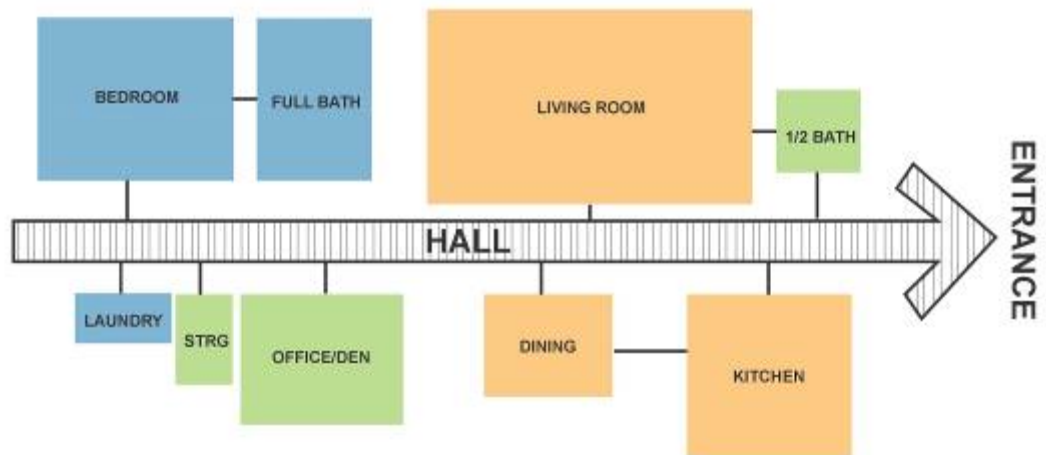 BEDROOM
FULL BATH
LIVING ROOM
1/2 BATH
ENTRANCE
HALL
LAUNDRY
STRG
OFFICE/DEN
DINING
KITCHEN